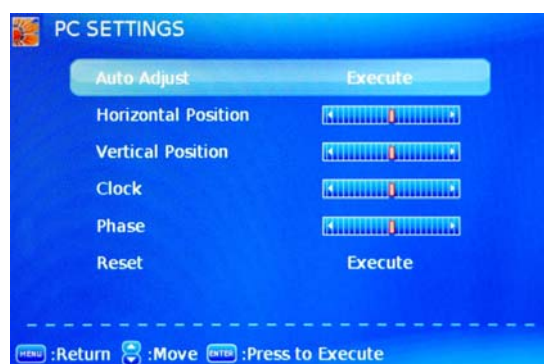 PC SETTINGS
Auto Adjust Execute
Horizontal Position
Vertical Position
Clock
Phase
Reset Execute
MENU :Return :Move ENTER :Press to Execute